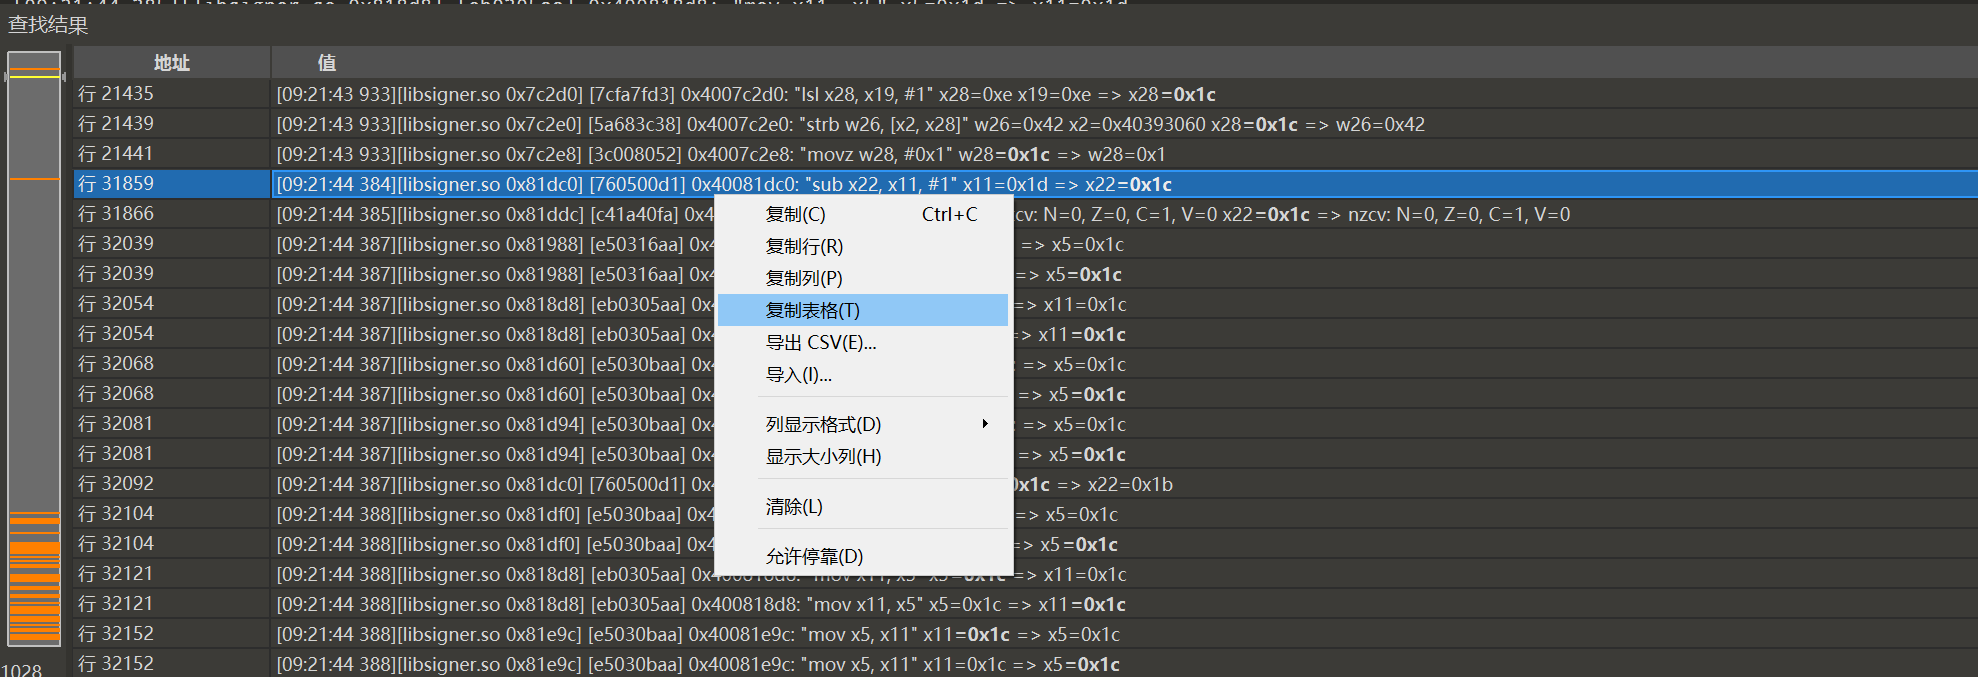 查找结果
地址 值
行 21435 [09:21:43 933][libsigner.so 0x7c2d0] [7cfa7fd3] 0x4007c2d0: "lsl x28, x19, #1" x28=0xe x19=0xe => x28=0x1c
行 21439 [09:21:43 933][libsigner.so 0x7c2e0] [5a683c38] 0x4007c2e0: "strb w26, [x2, x28]" w26=0x42 x2=0x40393060 x28=0x1c => w26=0x42
行 21441 [09:21:43 933][libsigner.so 0x7c2e8] [3c008052] 0x4007c2e8: "movz w28, #0x1" w28=0x1c => w28=0x1
行 31859 [09:21:44 384][libsigner.so 0x81dc0] [760500d1] 0x40081dc0: "sub x22, x11, #1" x11=0x1d => x22=0x1c
行 31866 [09:21:44 385][libsigner.so 0x81ddc] [c41a40fa] 0x4 复制(C) Ctrl+C cv: N=0, Z=0, C=1, V=0 x22=0x1c => nzcv: N=0, Z=0, C=1, V=0
行 32039 [09:21:44 387][libsigner.so 0x81988] [e50316aa] 0x4 复制行(R) => x5=0x1c
行 32039 [09:21:44 387][libsigner.so 0x81988] [e50316aa] 0x4 复制列(P) => x5=0x1c
行 32054 [09:21:44 387][libsigner.so 0x818d8] [eb0305aa] 0x4 复制表格(T) => x11=0x1c
行 32054 [09:21:44 387][libsigner.so 0x818d8] [eb0305aa] 0x4 导出 CSV(E)... => x11=0x1c
行 32068 [09:21:44 387][libsigner.so 0x81d60] [e5030baa] 0x4 导入(I)... => x5=0x1c
行 32068 [09:21:44 387][libsigner.so 0x81d60] [e5030baa] 0x4 => x5=0x1c
行 32081 [09:21:44 387][libsigner.so 0x81d94] [e5030baa] 0x4 列显示格式(D) => x5=0x1c
行 32081 [09:21:44 387][libsigner.so 0x81d94] [e5030baa] 0x4 显示大小列(H) => x5=0x1c
行 32092 [09:21:44 387][libsigner.so 0x81dc0] [760500d1] 0x4 0x1c => x22=0x1b
行 32104 [09:21:44 388][libsigner.so 0x81df0] [e5030baa] 0x4 清除(L) => x5=0x1c
行 32104 [09:21:44 388][libsigner.so 0x81df0] [e5030baa] 0x4 允许停靠(D) => x5=0x1c
行 32121 [09:21:44 388][libsigner.so 0x818d8] [eb0305aa] 0x400818d8: "mov x11, x5" x5=0x1c => x11=0x1c
行 32121 [09:21:44 388][libsigner.so 0x818d8] [eb0305aa] 0x400818d8: "mov x11, x5" x5=0x1c => x11=0x1c
行 32152 [09:21:44 388][libsigner.so 0x81e9c] [e5030baa] 0x40081e9c: "mov x5, x11" x11=0x1c => x5=0x1c
行 32152 [09:21:44 388][libsigner.so 0x81e9c] [e5030baa] 0x40081e9c: "mov x5, x11" x11=0x1c => x5=0x1c
1028